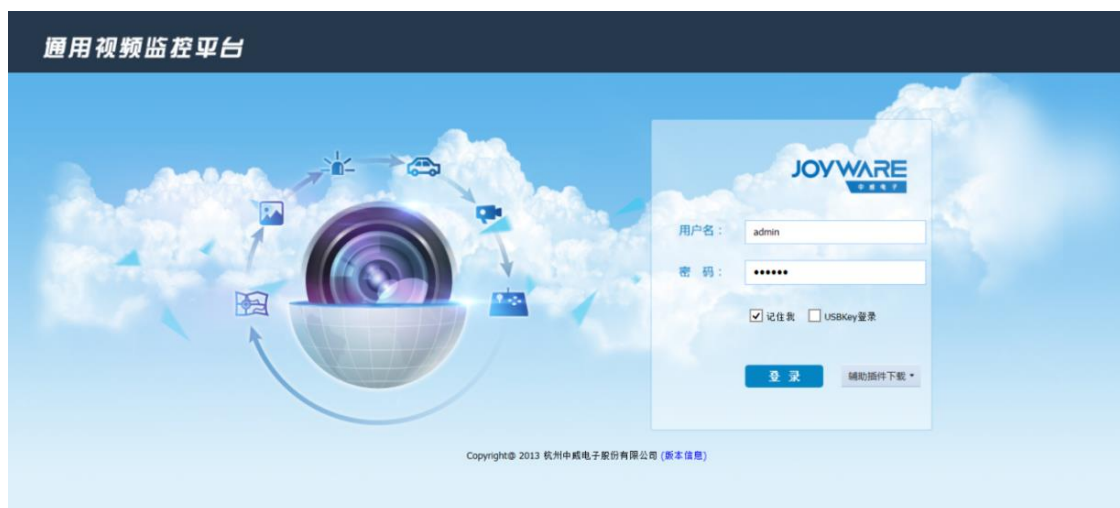 通用视频监控平台
JOYWARE
中威电子
用户名： admin
密 码： ••••••
记住我 USBKey登录
登 录 辅助插件下载
Copyright@ 2013 杭州中威电子股份有限公司 (版本信息)